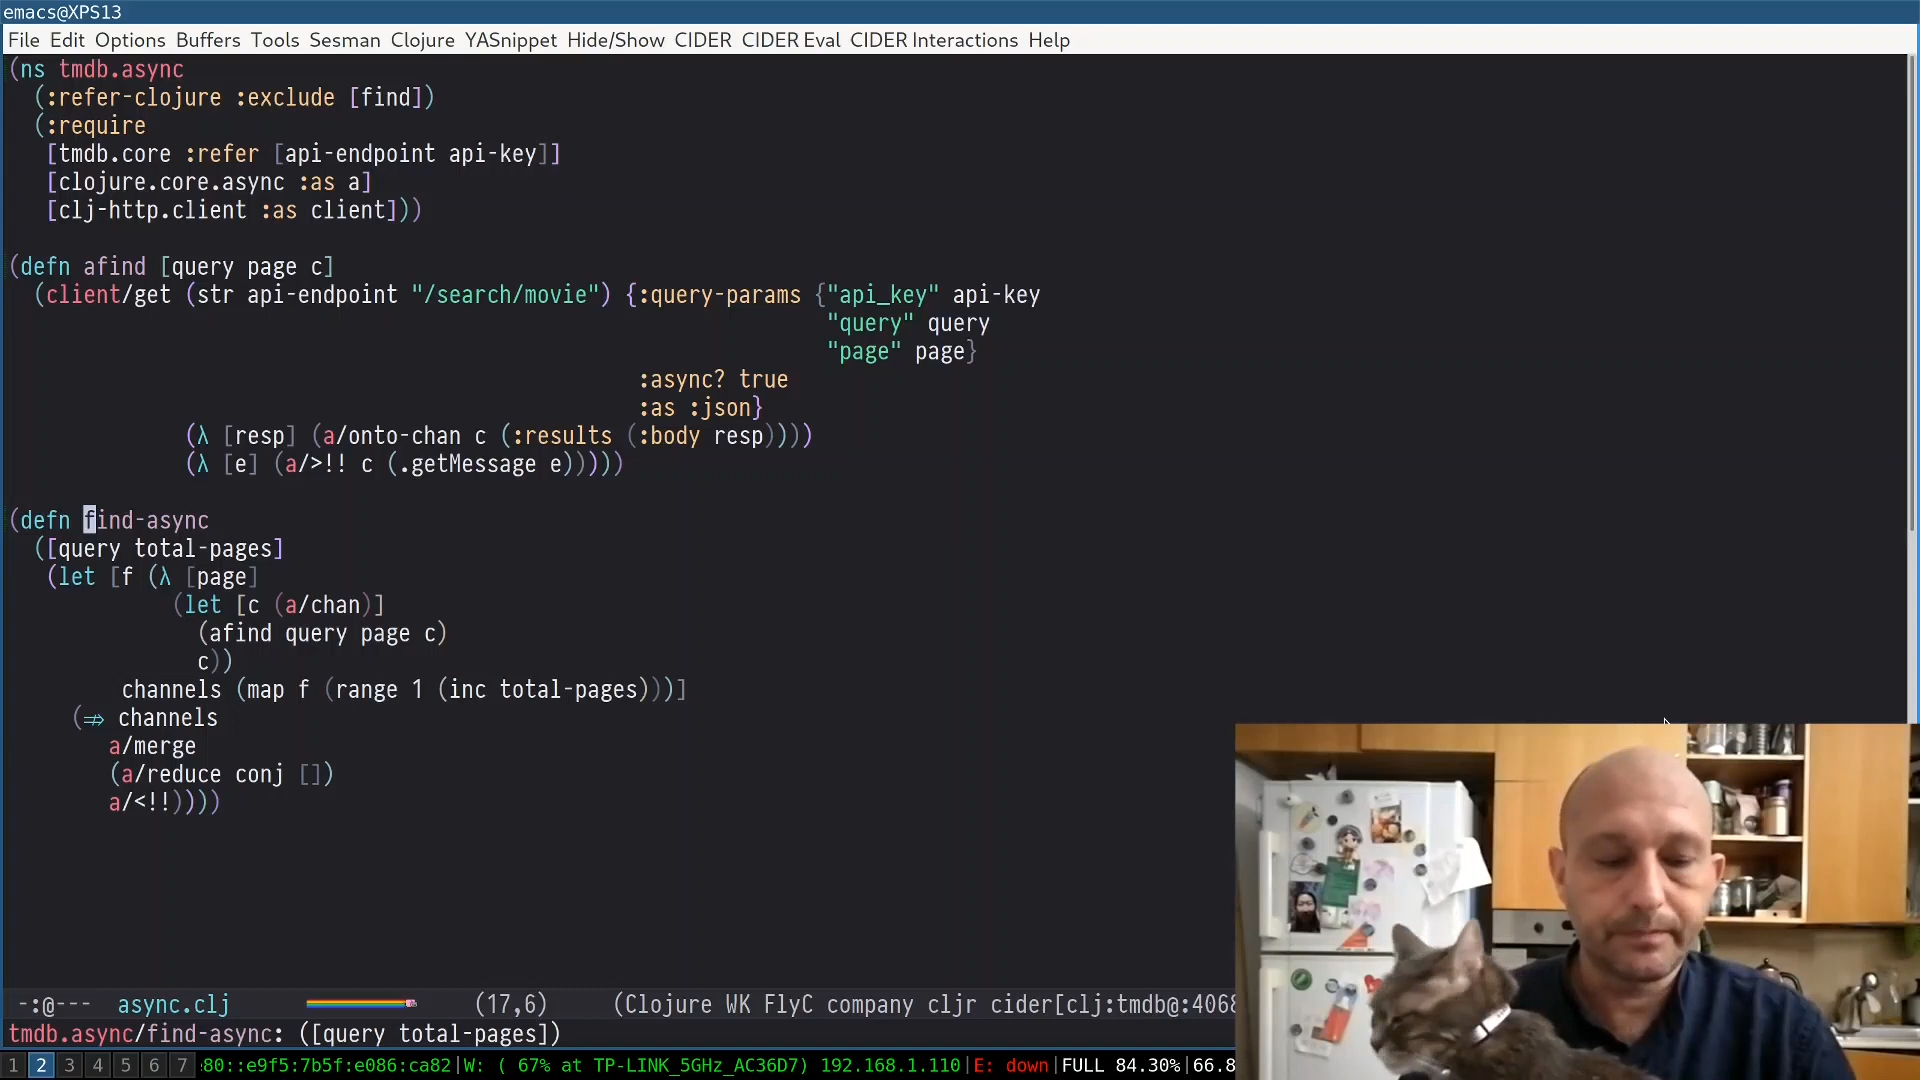 emacs@XPS13
File Edit Options Buffers Tools Sesman Clojure YASnippet Hide/Show CIDER CIDER Eval CIDER Interactions Help
(ns tmdb.async
(:refer-clojure :exclude [find])
(:require
[tmdb.core :refer [api-endpoint api-key]]
[clojure.core.async :as a]
[clj-http.client :as client]))
(defn afind [query page c]
(client/get (str api-endpoint "/search/movie") {:query-params {"api_key" api-key
"query" query
"page" page}
:async? true
:as :json}
(λ [resp] (a/onto-chan c (:results (:body resp))))
(λ [e] (a/>!! c (.getMessage e)))))
(defn find-async
([query total-pages]
(let [f (λ [page]
(let [c (a/chan)]
(afind query page c)
c))
channels (map f (range 1 (inc total-pages)))]
(⇉ channels
a/merge
(a/reduce conj [])
a/<!!))))
-:@--- async.clj (17,6) (Clojure WK FlyC company cljr cider[clj:tmdb@:4068
tmdb.async/find-async: ([query total-pages])
1 2 3 4 5 6 7 :80::e9f5:7b5f:e086:ca82|W: ( 67% at TP-LINK_5GHz_AC36D7) 192.168.1.110|E: down|FULL 84.30%|66.8